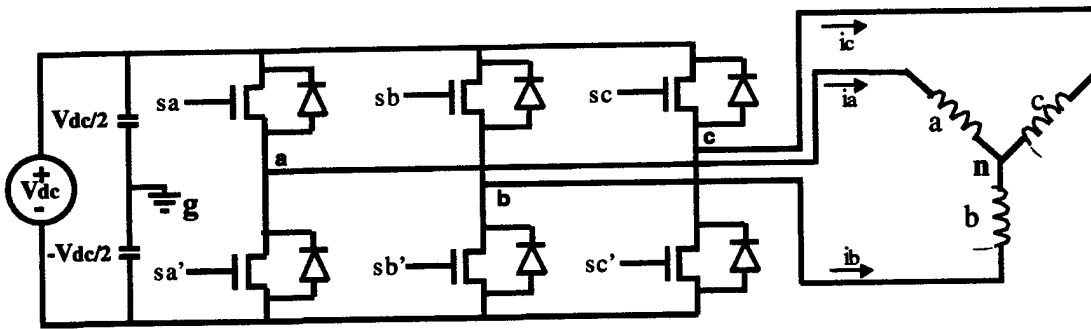 ic
ia
sa
sb
sc
Vdc/2
c
a
a
c
n
+
Vdc
-
g
b
b
-Vdc/2
sa'
sb'
sc'
ib